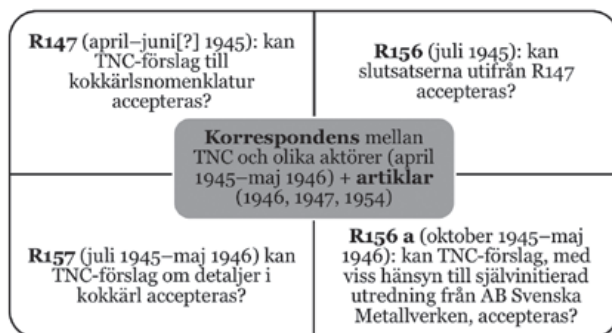 R147 (april–juni[?] 1945): kan
TNC-förslag till
kokkärlsnomenklatur
accepteras?
R156 (juli 1945): kan
slutsatserna utifrån R147
accepteras?
Korrespondens mellan
TNC och olika aktörer (april
1945–maj 1946) + artiklar
(1946, 1947, 1954)
R157 (juli 1945–maj 1946) kan
TNC-förslag om detaljer i
kokkärl accepteras?
R156 a (oktober 1945–maj
1946): kan TNC-förslag, med
viss hänsyn till självinitierad
utredning från AB Svenska
Metallverken, accepteras?